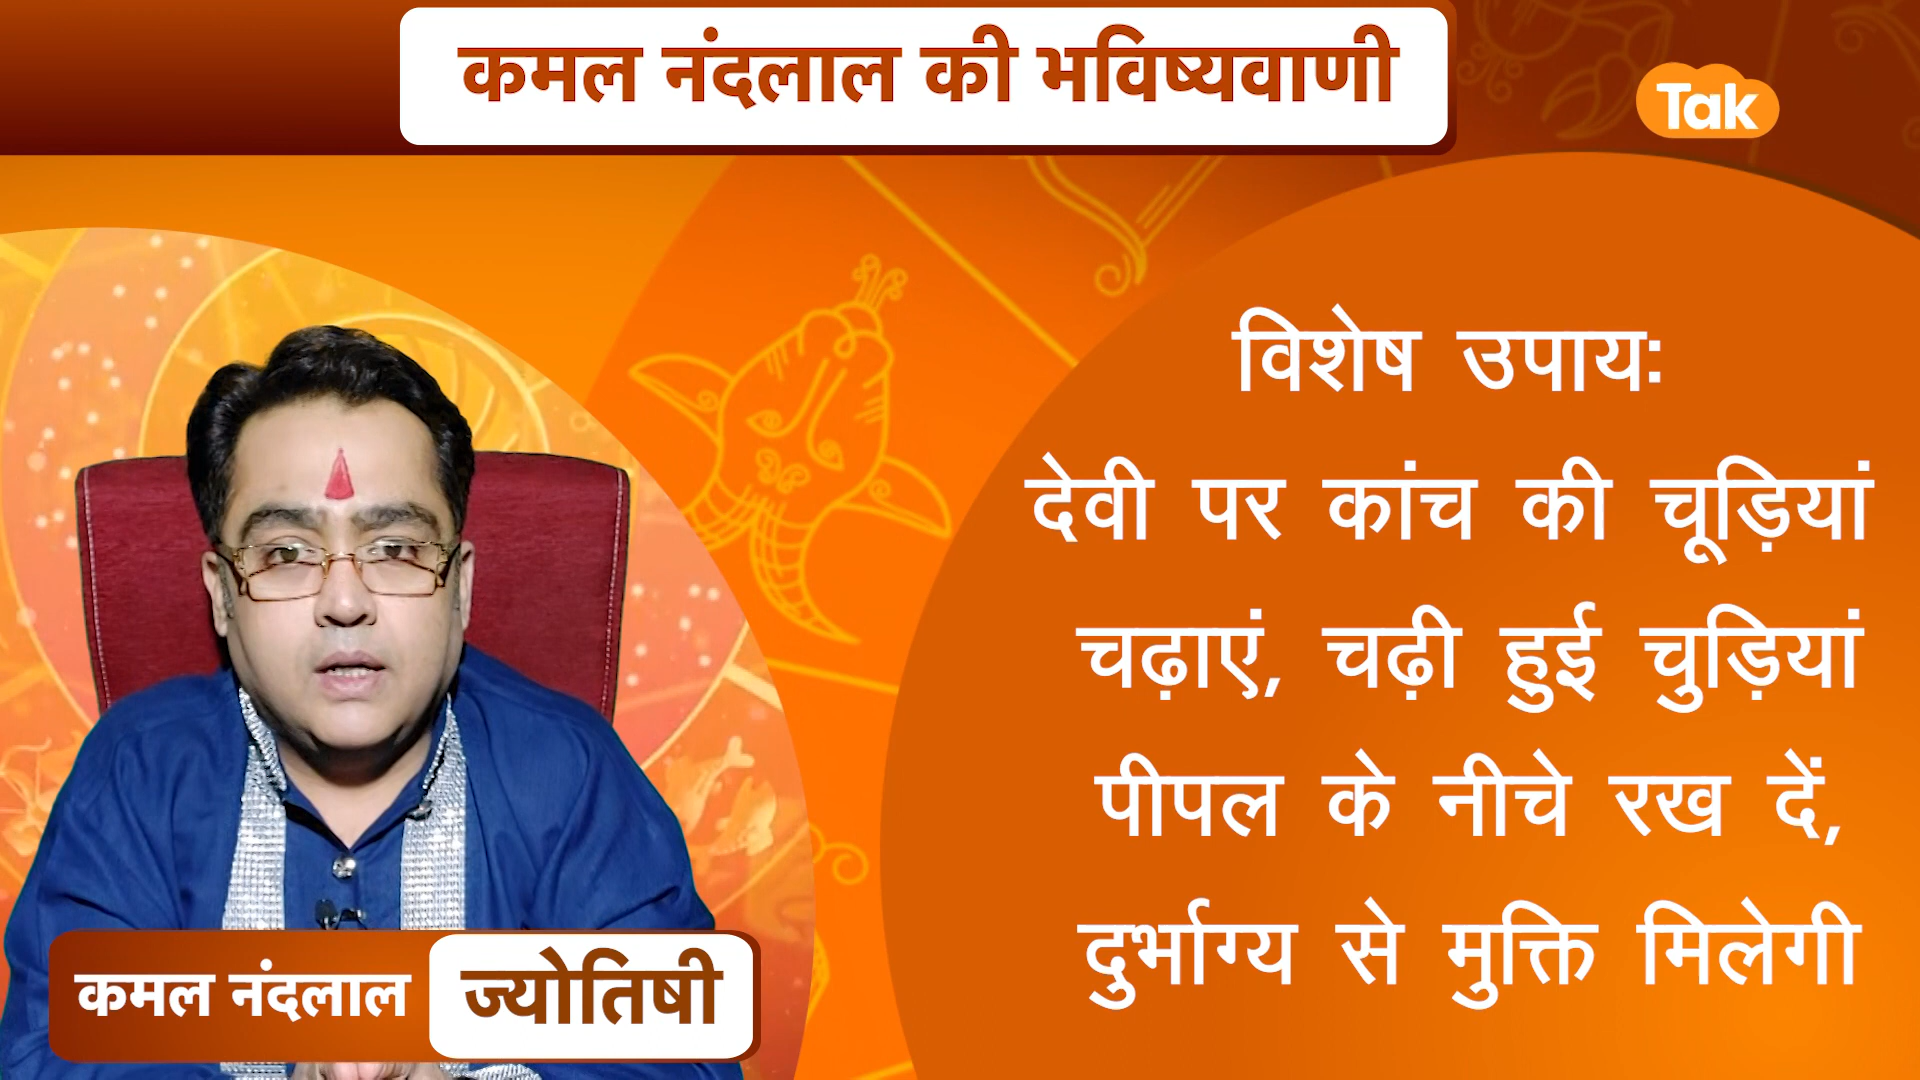 कमल नंदलाल की भविष्यवाणी
Tak
विशेष उपायः
देवी पर कांच की चूड़ियां
चढ़ाएं, चढ़ी हुई चुड़ियां
पीपल के नीचे रख दें,
दुर्भाग्य से मुक्ति मिलेगी
कमल नंदलाल ज्योतिषी